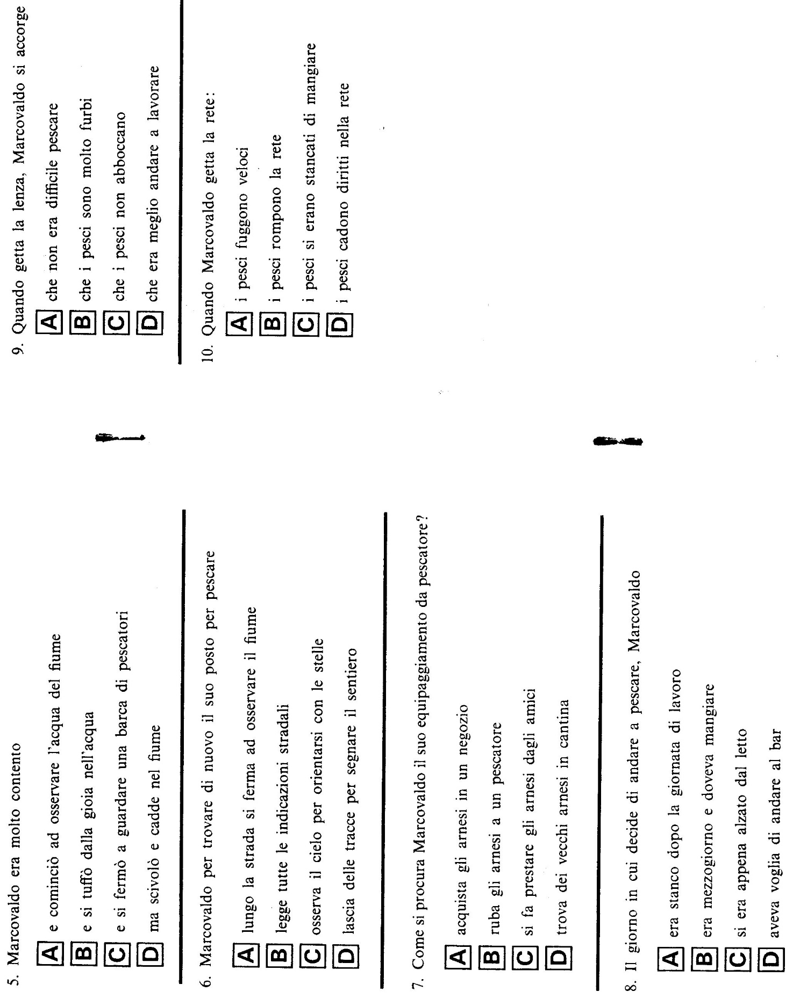 5. Marcovaldo era molto contento
A e cominciò ad osservare l'acqua del fiume
B e si tuffò dalla gioia nell'acqua
C e si fermò a guardare una barca di pescatori
D ma scivolò e cadde nel fiume
6. Marcovaldo per trovare di nuovo il suo posto per pescare
A lungo la strada si ferma ad osservare il fiume
B legge tutte le indicazioni stradali
C osserva il cielo per orientarsi con le stelle
D lascia delle tracce per segnare il sentiero
7. Come si procura Marcovaldo il suo equipaggiamento da pescatore?
A acquista gli arnesi in un negozio
B ruba gli arnesi a un pescatore
C si fa prestare gli arnesi dagli amici
D trova dei vecchi arnesi in cantina
8. Il giorno in cui decide di andare a pescare, Marcovaldo
A era stanco dopo la giornata di lavoro
B era mezzogiorno e doveva mangiare
C si era appena alzato dal letto
D aveva voglia di andare al bar
9. Quando getta la lenza, Marcovaldo si accorge
A che non era difficile pescare
B che i pesci sono molto furbi
C che i pesci non abboccano
D che era meglio andare a lavorare
10. Quando Marcovaldo getta la rete:
A i pesci fuggono veloci
B i pesci rompono la rete
C i pesci si erano stancati di mangiare
D i pesci cadono diritti nella rete